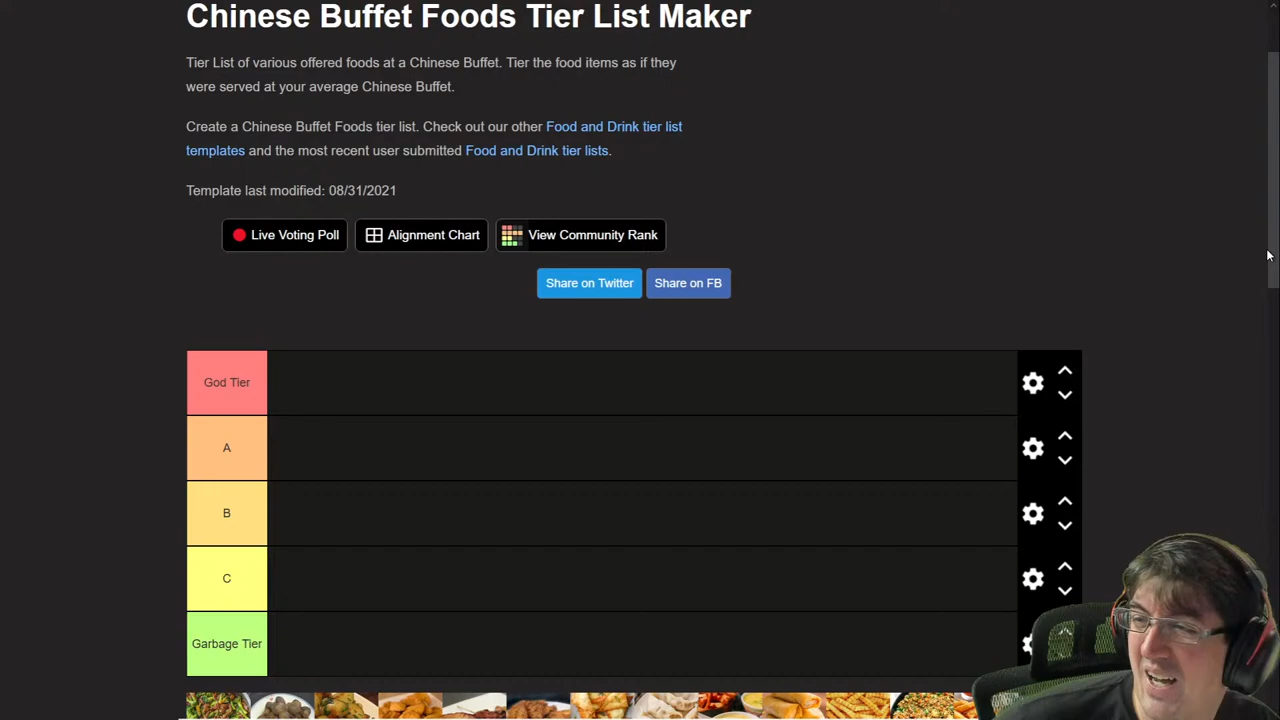 Chinese Buffet Foods Tier List Maker
Tier List of various offered foods at a Chinese Buffet. Tier the food items as if they
were served at your average Chinese Buffet.
Create a Chinese Buffet Foods tier list. Check out our other Food and Drink tier list
templates and the most recent user submitted Food and Drink tier lists.
Template last modified: 08/31/2021
Live Voting Poll
Alignment Chart
View Community Rank
Share on Twitter
Share on FB
God Tier
A
B
C
Garbage Tier